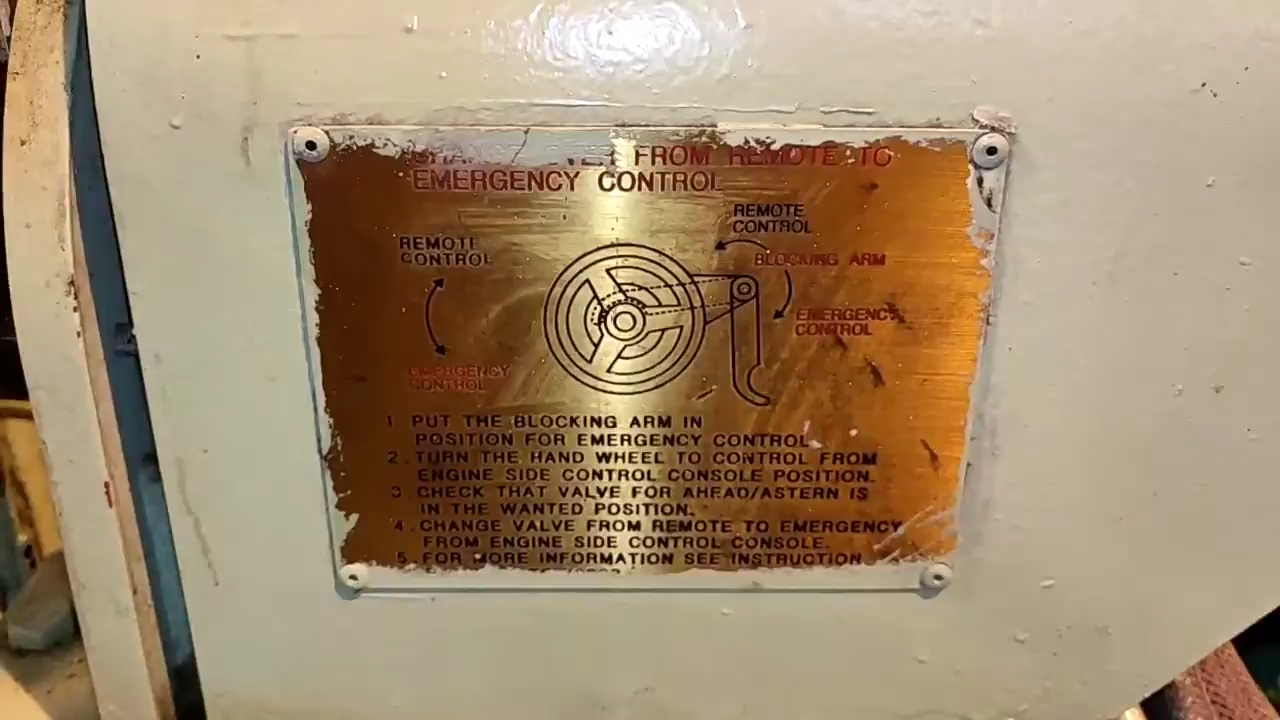 FROM REMOTE TO
EMERGENCY CONTROL
REMOTE
CONTROL
REMOTE
CONTROL
BLOCKING ARM
EMERGENCY
CONTROL
EMERGENCY
CONTROL
1 PUT THE BLOCKING ARM IN
POSITION FOR EMERGENCY CONTROL.
2. TURN THE HAND WHEEL TO CONTROL FROM
ENGINE SIDE CONTROL CONSOLE POSITION.
3. CHECK THAT VALVE FOR AHEAD/ASTERN IS
IN THE WANTED POSITION.
4. CHANGE VALVE FROM REMOTE TO EMERGENCY
FROM ENGINE SIDE CONTROL CONSOLE.
5. FOR MORE INFORMATION SEE INSTRUCTION